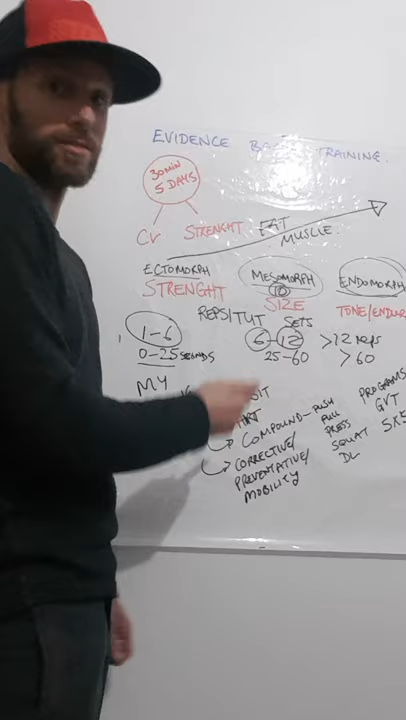 EVIDENCE BA TRAINING.
30min
5 DAYS
CV STRENGHT FAT
MUSCLE.
ECTOMORPH MESOMORPH ENDOMORPH
STRENGHT SIZE TONE/ENDUR
REPS/TUT SETS
1-6 6-12 >12 reps
0-25 SECONDS 25-60 >60
MY
COMPOUND - PUSH
PULL
PRESS
SQUAT
DL
CORRECTIVE/
PREVENTATIVE/
MOBILITY
PROGRAMS
GVT
5X5